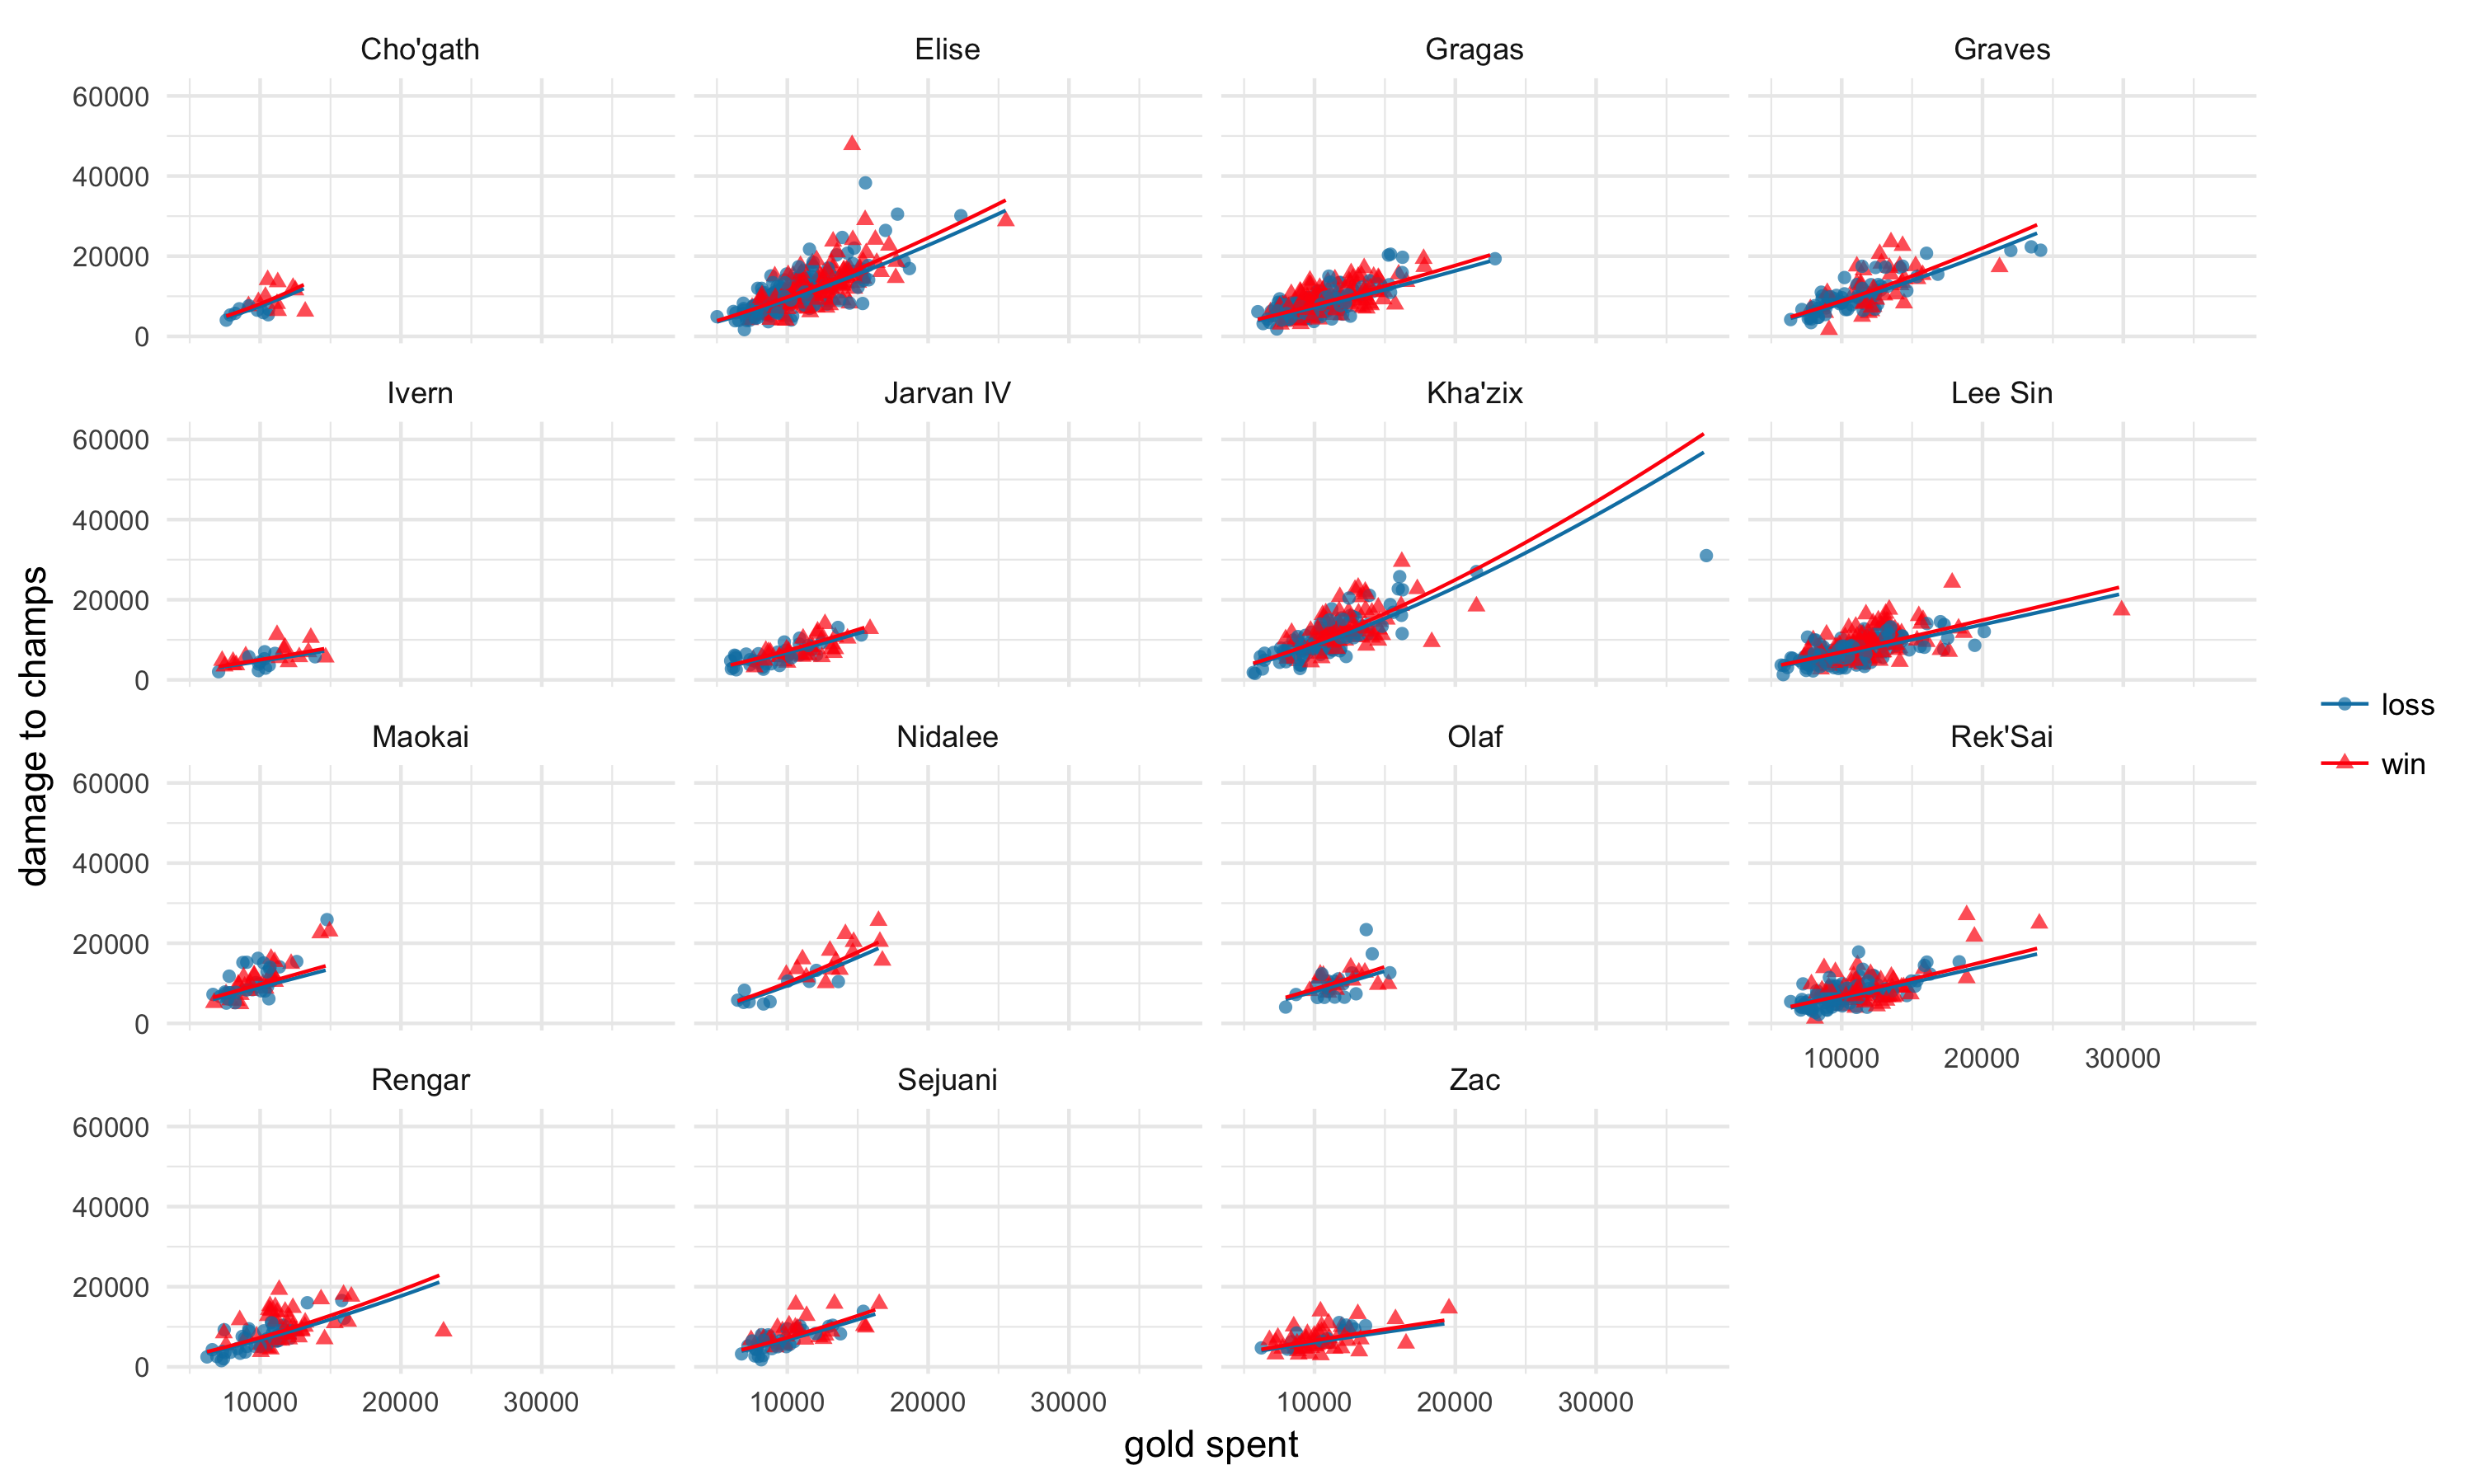 Cho'gath
Elise
Gragas
Graves
60000
40000
20000
0
Ivern
Jarvan IV
Kha'zix
Lee Sin
60000
40000
20000
0
Maokai
Nidalee
Olaf
Rek'Sai
60000
40000
20000
0
10000 20000 30000
Rengar
Sejuani
Zac
60000
40000
20000
0
10000 20000 30000
10000 20000 30000
10000 20000 30000
gold spent
damage to champs
loss
win